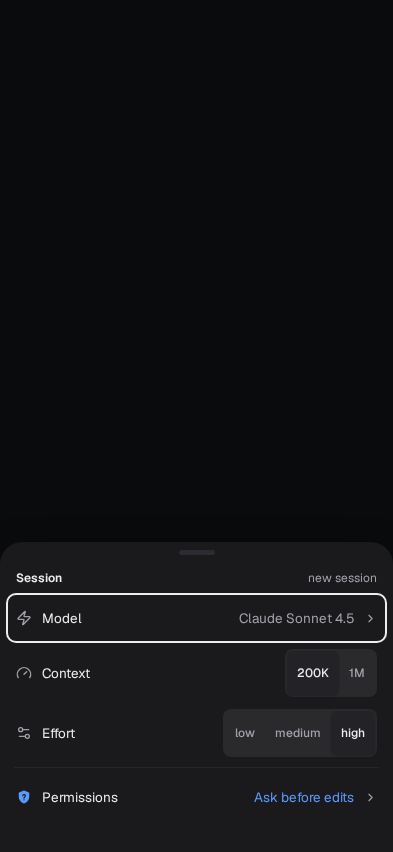 Session new session
Model Claude Sonnet 4.5
Context 200K 1M
Effort low medium high
Permissions Ask before edits